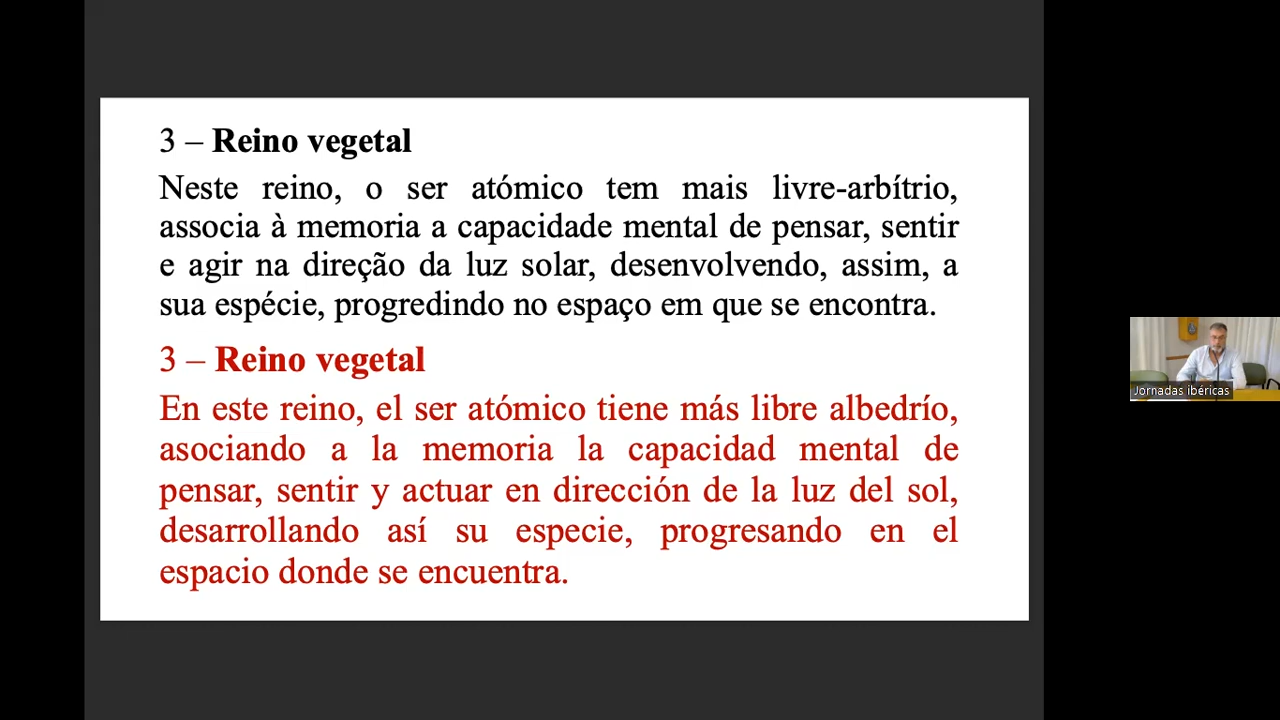 3 – Reino vegetal
Neste reino, o ser atómico tem mais livre-arbítrio,
associa à memoria a capacidade mental de pensar, sentir
e agir na direção da luz solar, desenvolvendo, assim, a
sua espécie, progredindo no espaço em que se encontra.
3 – Reino vegetal
En este reino, el ser atómico tiene más libre albedrío,
asociando a la memoria la capacidad mental de
pensar, sentir y actuar en dirección de la luz del sol,
desarrollando así su especie, progresando en el
espacio donde se encuentra.
Jornadas ibéricas